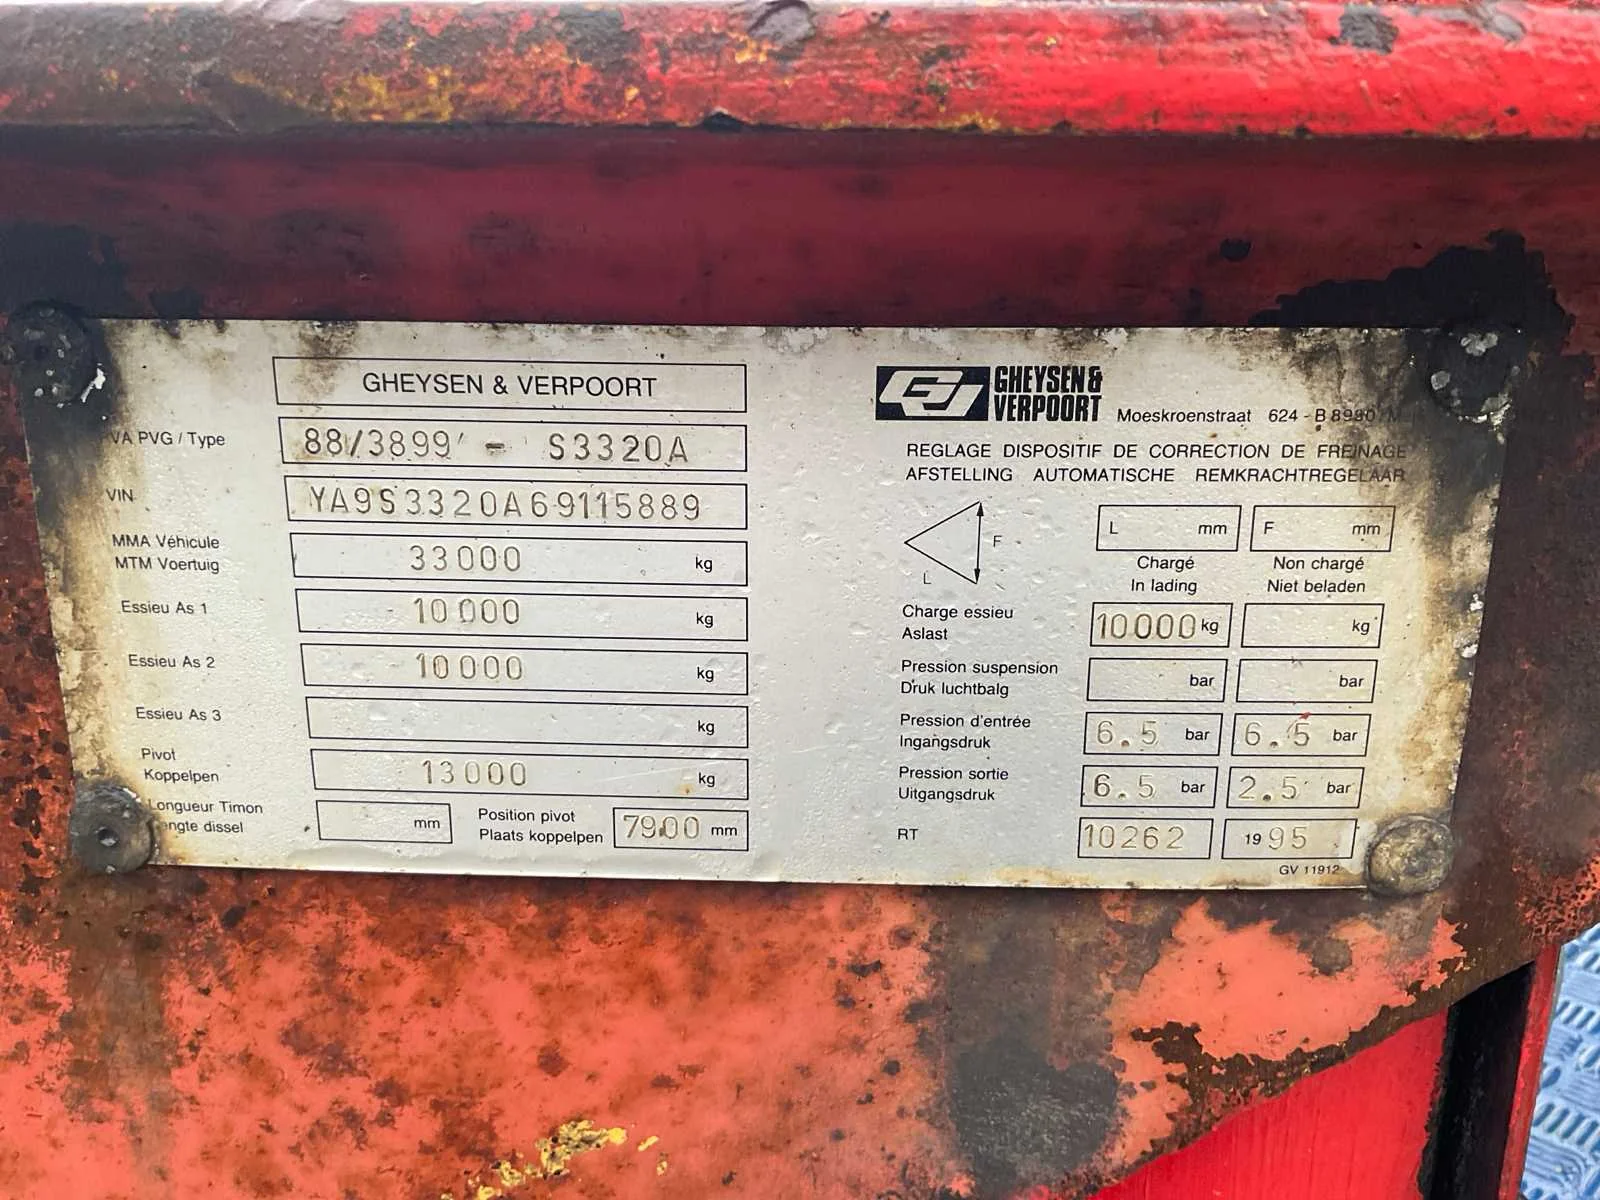 GHEYSEN & VERPOORT
VA PVG / Type 88/3899 - S3320A
VIN YA9S3320A69115889
MMA Véhicule
MTM Voertuig 33000 kg
Essieu As 1 10000 kg
Essieu As 2 10000 kg
Essieu As 3 kg
Pivot
Koppelpen 13000 kg
Longueur Timon
engte dissel mm
Position pivot
Plaats koppelpen 7900 mm
GV GHEYSEN &
VERPOORT
Moeskroenstraat 624 - B 8980
REGLAGE DISPOSITIF DE CORRECTION DE FREINAGE
AFSTELLING AUTOMATISCHE REMKRACHTREGELAAR
F
L
L mm F mm
Chargé Non chargé
In lading Niet beladen
Charge essieu
Aslast 10000 kg kg
Pression suspension
Druk luchtbalg bar bar
Pression d'entrée
Ingangsdruk 6.5 bar 6.5 bar
Pression sortie
Uitgangsdruk 6.5 bar 2.5 bar
RT 10262 1995
GV 11912